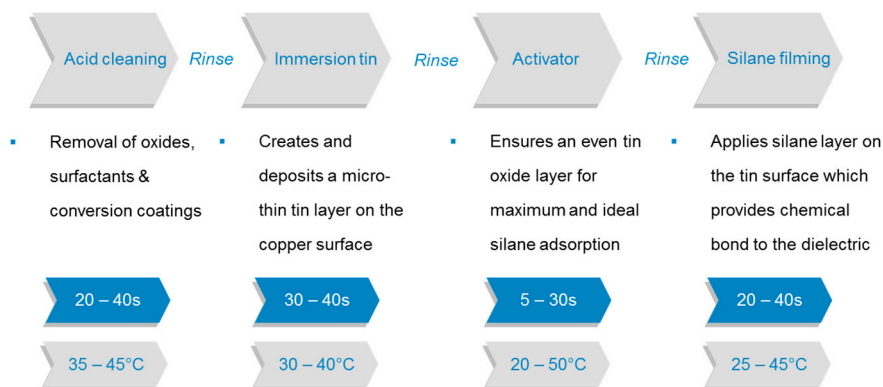 Acid cleaning
Rinse
Immersion tin
Rinse
Activator
Rinse
Silane filming
▪ Removal of oxides,
surfactants &
conversion coatings
▪ Creates and
deposits a micro-
thin tin layer on the
copper surface
▪ Ensures an even tin
oxide layer for
maximum and ideal
silane adsorption
▪ Applies silane layer on
the tin surface which
provides chemical
bond to the dielectric
20 – 40s
30 – 40s
5 – 30s
20 – 40s
35 – 45°C
30 – 40°C
20 – 50°C
25 – 45°C